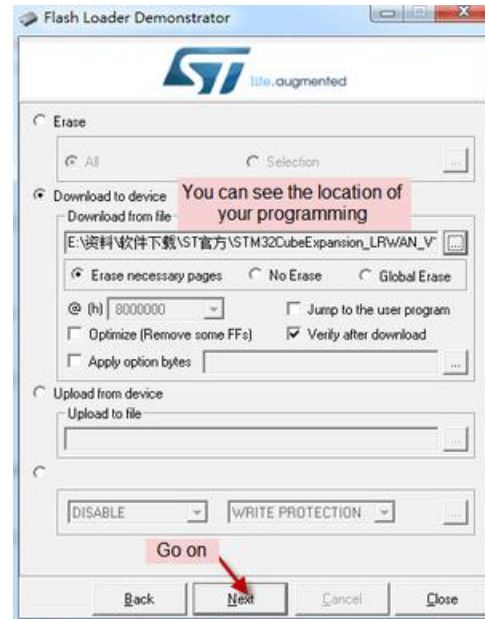 Flash Loader Demonstrator
life.augmented
Erase
All
Selection
...
Download to device
You can see the location of
your programming
Download from file
E:\资料\软件下载\ST官方\STM32CubeExpansion_LRWAN_V
...
Erase necessary pages
No Erase
Global Erase
@ (h)
8000000
Jump to the user program
Optimize (Remove some FFs)
Verify after download
Apply option bytes
...
Upload from device
Upload to file
...
DISABLE
WRITE PROTECTION
...
Go on
Back
Next
Cancel
Close